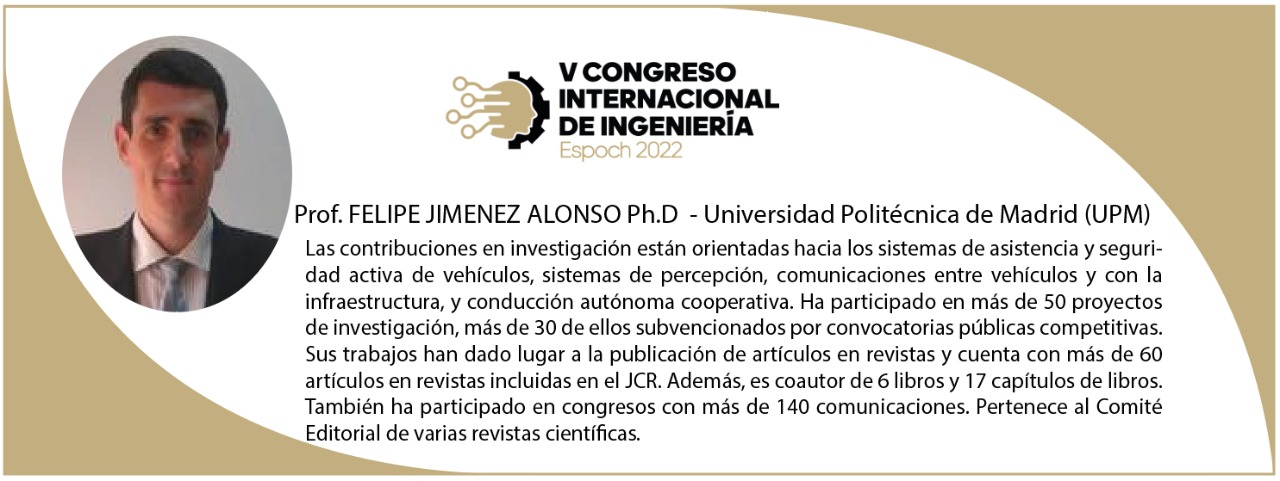 V CONGRESO
INTERNACIONAL
DE INGENIERÍA
Espoch 2022
Prof. FELIPE JIMENEZ ALONSO Ph.D - Universidad Politécnica de Madrid (UPM)
Las contribuciones en investigación están orientadas hacia los sistemas de asistencia y seguri-
dad activa de vehículos, sistemas de percepción, comunicaciones entre vehículos y con la
infraestructura, y conducción autónoma cooperativa. Ha participado en más de 50 proyectos
de investigación, más de 30 de ellos subvencionados por convocatorias públicas competitivas.
Sus trabajos han dado lugar a la publicación de artículos en revistas y cuenta con más de 60
artículos en revistas incluidas en el JCR. Además, es coautor de 6 libros y 17 capítulos de libros.
También ha participado en congresos con más de 140 comunicaciones. Pertenece al Comité
Editorial de varias revistas científicas.